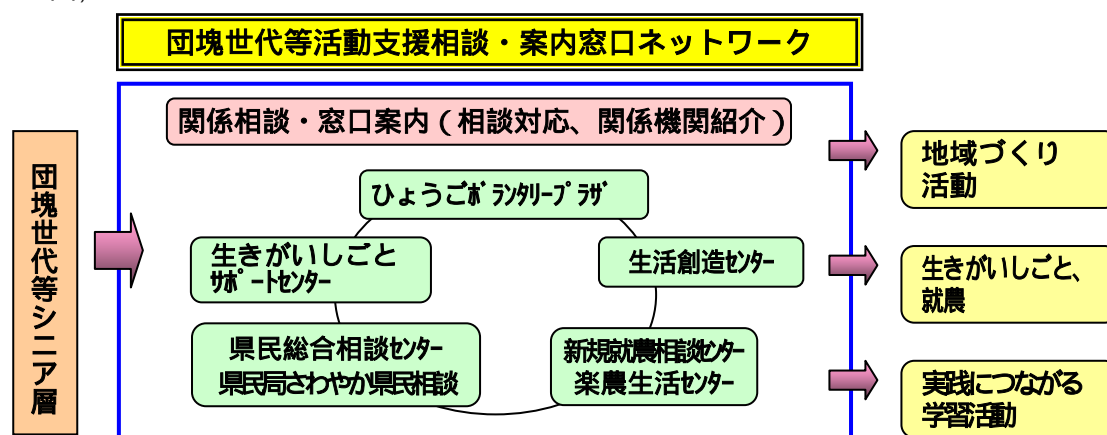 団塊世代等活動支援相談・案内窓口ネットワーク
関係相談・窓口案内（相談対応、関係機関紹介）
団塊世代等シニア層
ひょうごﾎﾞﾗﾝﾀﾘｰﾌﾟﾗｻﾞ
生きがいしごと
ｻﾎﾟｰﾄｾﾝﾀｰ
生活創造ｾﾝﾀｰ
県民総合相談ｾﾝﾀｰ
県民局さわやか県民相談
新規就農相談ｾﾝﾀｰ
楽農生活ｾﾝﾀｰ
地域づくり
活動
生きがいしごと、
就農
実践につながる
学習活動